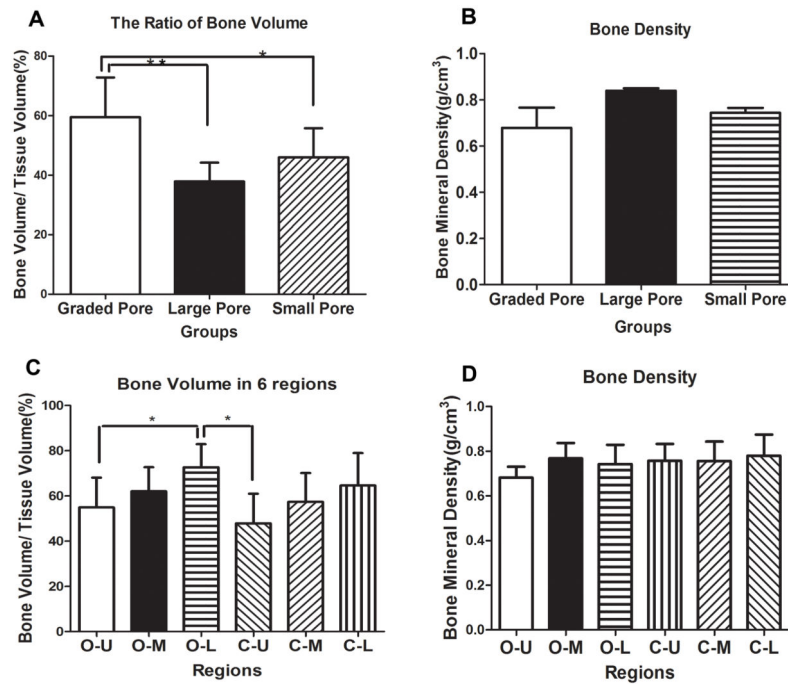 A
The Ratio of Bone Volume
Bone Volume/ Tissue Volume(%)
80
60
40
20
0
*
**
Graded Pore Large Pore Small Pore
Groups
B
Bone Density
Bone Mineral Density(g/cm³)
1.0
0.8
0.6
0.4
0.2
0.0
Graded Pore Large Pore Small Pore
Groups
C
Bone Volume in 6 regions
Bone Volume/ Tissue Volume(%)
100
80
60
40
20
0
* *
O-U O-M O-L C-U C-M C-L
Regions
D
Bone Density
Bone Mineral Density(g/cm³)
1.0
0.8
0.6
0.4
0.2
0.0
O-U O-M O-L C-U C-M C-L
Regions